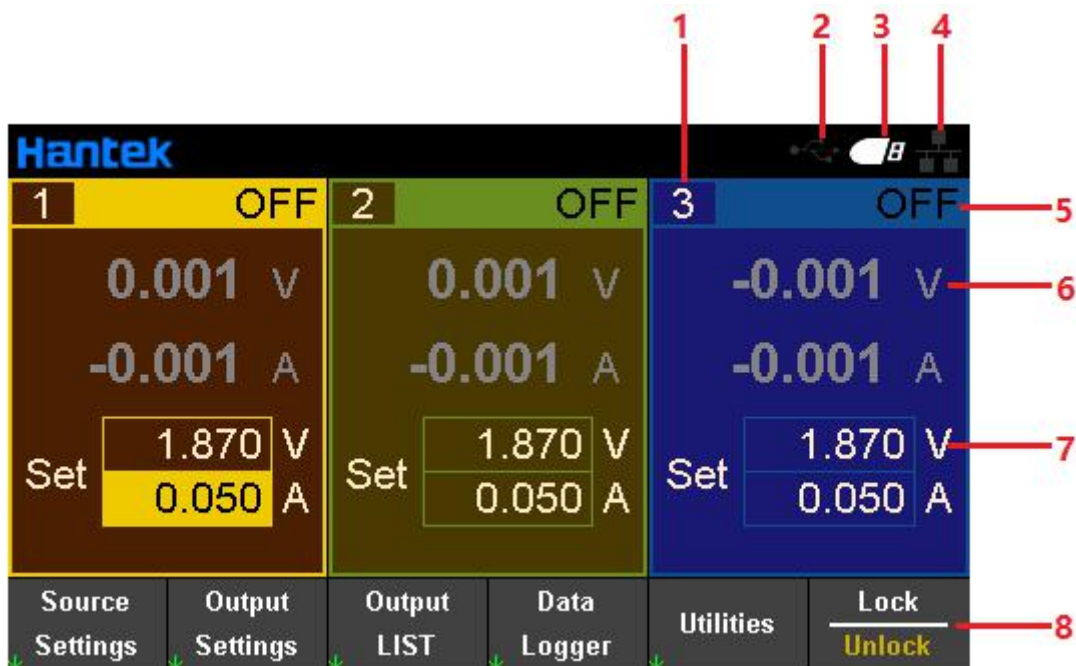 1 2 3 4
Hantek
8
1 OFF 2 OFF 3 OFF 5
0.001 V 0.001 V -0.001 V 6
-0.001 A -0.001 A -0.001 A
1.870 V 1.870 V 1.870 V 7
Set Set Set
0.050 A 0.050 A 0.050 A
Source Output Output Data Utilities Lock 8
Settings Settings LIST Logger Unlock